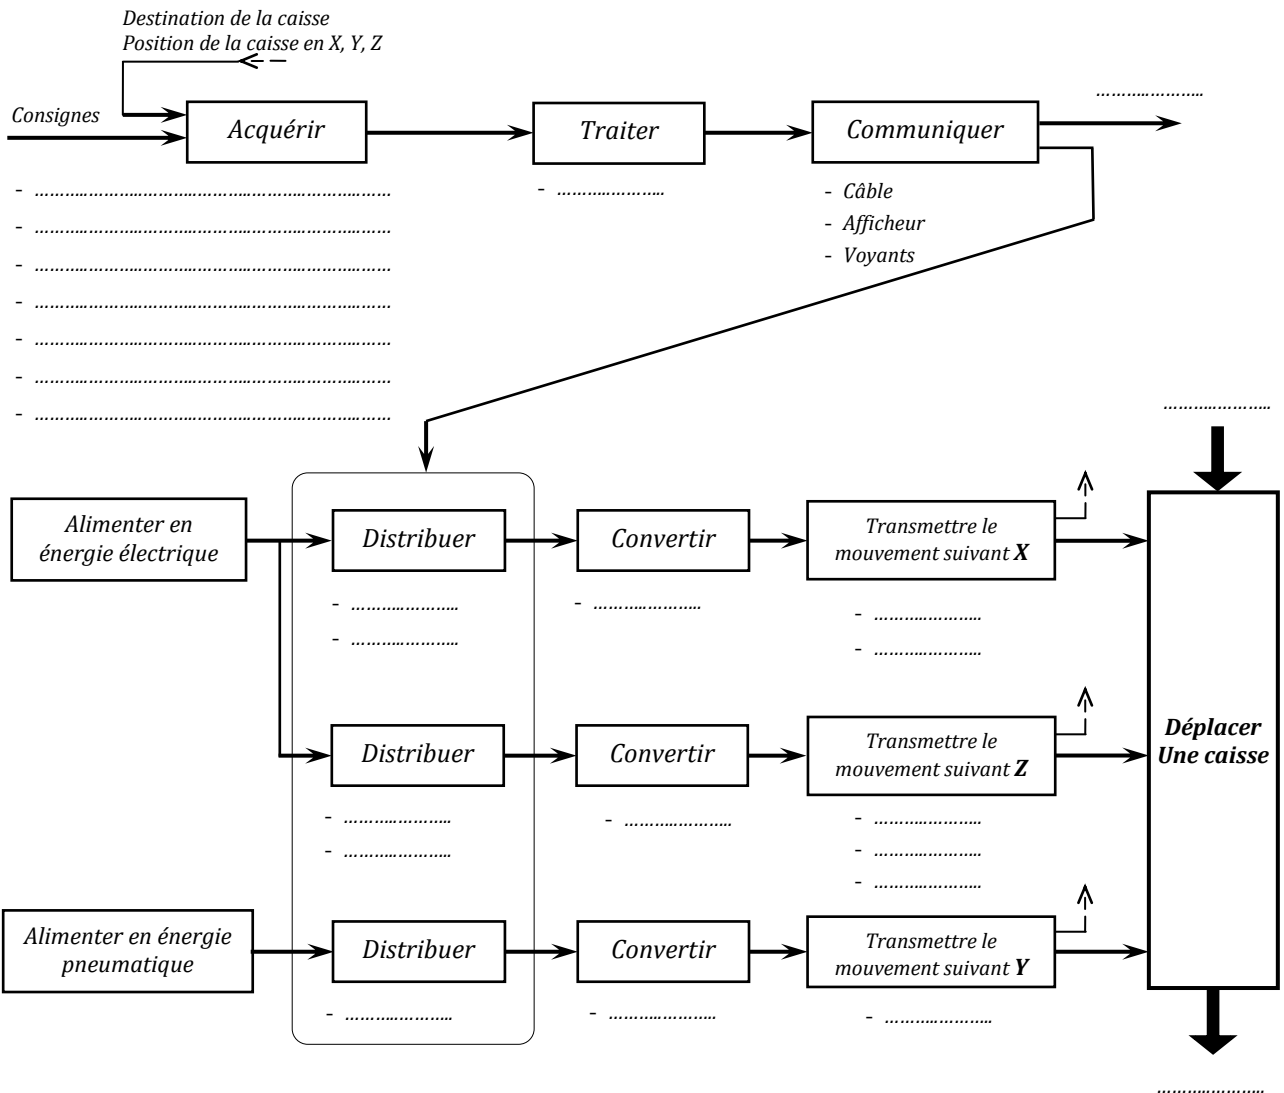 Destination de la caisse
Position de la caisse en X, Y, Z
Consignes
Acquérir
Traiter
Communiquer
…………………….
- …………………………………………………………………
- …………………………………………………………………
- …………………………………………………………………
- …………………………………………………………………
- …………………………………………………………………
- …………………………………………………………………
- …………………………………………………………………
- …………………….
- Câble
- Afficheur
- Voyants
…………………….
Alimenter en
énergie électrique
Distribuer
Convertir
Transmettre le
mouvement suivant X
- …………………….
- …………………….
- …………………….
- …………………….
- …………………….
Distribuer
Convertir
Transmettre le
mouvement suivant Z
Déplacer
Une caisse
- …………………….
- …………………….
- …………………….
- …………………….
- …………………….
- …………………….
Alimenter en énergie
pneumatique
Distribuer
Convertir
Transmettre le
mouvement suivant Y
- …………………….
- …………………….
- …………………….
…………………….